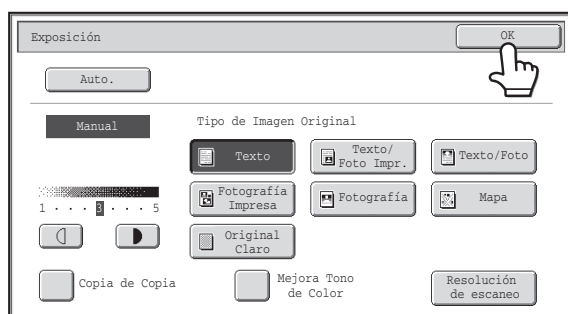 Exposición
OK
Auto.
Manual
Tipo de Imagen Original
Texto
Texto/
Foto Impr.
Texto/Foto
1 · · · 3 · · · 5
Fotografía
Impresa
Fotografía
Mapa
Original
Claro
Copia de Copia
Mejora Tono
de Color
Resolución
de escaneo